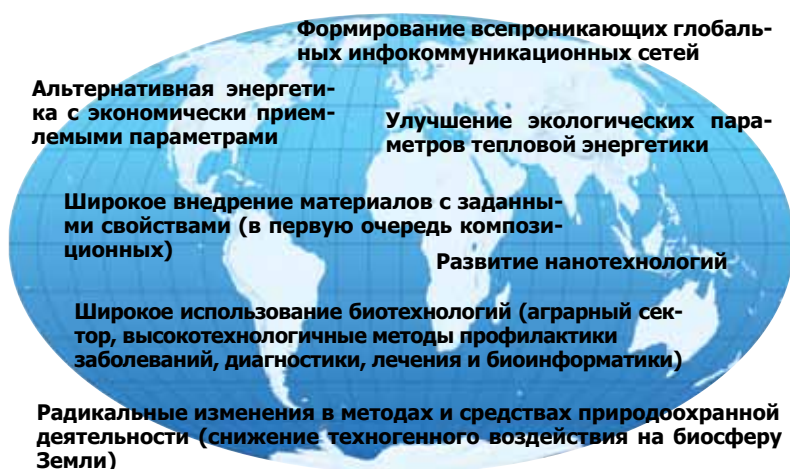 Формирование всепроникающих глобаль-
ных инфокоммуникационных сетей
Альтернативная энергети-
ка с экономически прием-
лемыми параметрами
Улучшение экологических пара-
метров тепловой энергетики
Широкое внедрение материалов с заданны-
ми свойствами (в первую очередь компози-
ционных)
Развитие нанотехнологий
Широкое использование биотехнологий (аграрный сек-
тор, высокотехнологичные методы профилактики
заболеваний, диагностики, лечения и биоинформатики)
Радикальные изменения в методах и средствах природоохранной
деятельности (снижение техногенного воздействия на биосферу
Земли)